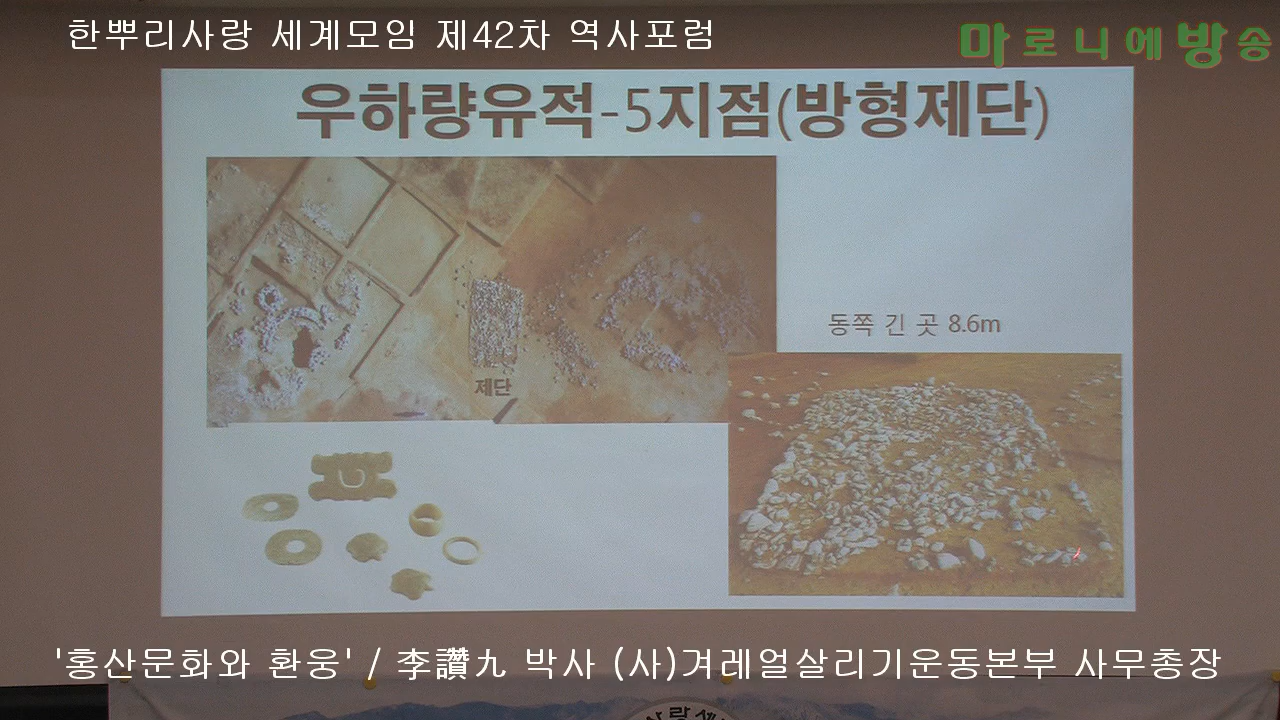 한뿌리사랑 세계모임 제42차 역사포럼
마로니에방송
우하량유적-5지점(방형제단)
동쪽 긴 곳 8.6m
제단
'홍산문화와 환웅' / 李讚九 박사 (사)겨레얼살리기운동본부 사무총장